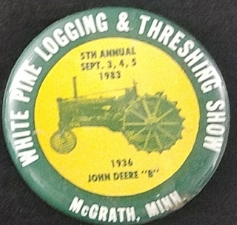 WHITE PINE LOGGING & THRESHING SHOW
5TH ANNUAL
SEPT. 3, 4, 5
1983
1936
JOHN DEERE "B"
McGRATH, MINN.